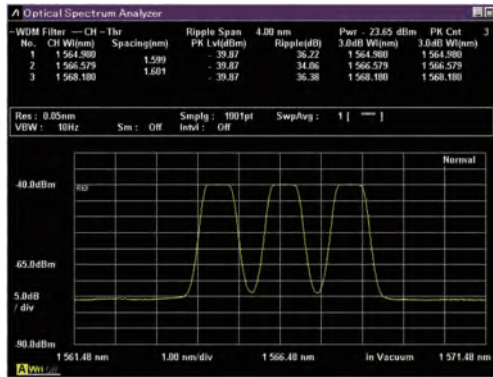 Optical Spectrum Analyzer
WDM Filter — CH - Thr Ripple Span 4.00 nm Pwr - 23.65 dBm PK Cnt 3
No. CH Wl(nm) Spacing(nm) PK Lvl(dBm) Ripple(dB) 3.0dB Wl(nm) 3.0dB Wl(nm)
1 1 564.980 - 39.87 36.22 1 564.980 1 564.980
1.599
2 1 566.579 - 39.87 34.06 1 566.579 1 566.579
1.601
3 1 568.180 - 39.87 36.38 1 568.180 1 568.180
Res : 0.05nm Smplg : 1001pt SwpAvg : 1 [ ]
VBW : 10Hz Sm : Off Intvl : Off
Normal
-40.0dBm REF
-65.0dBm
5.0dB
/ div
-90.0dBm
1 561.48 nm 1.00 nm/div 1 566.48 nm in Vacuum 1 571.48 nm
A Wri